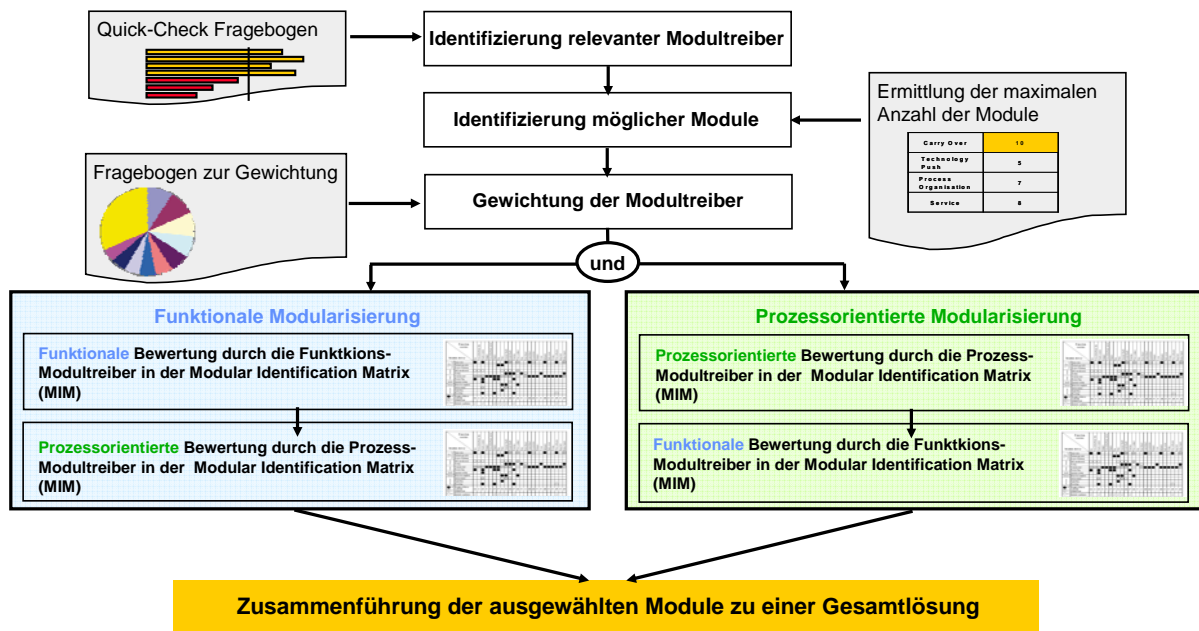 Quick-Check Fragebogen
Identifizierung relevanter Modultreiber
Ermittlung der maximalen
Anzahl der Module
Carry Over
10
Technology
Push
5
Process
Organisation
7
Service
8
Identifizierung möglicher Module
Fragebogen zur Gewichtung
Gewichtung der Modultreiber
und
Funktionale Modularisierung
Funktionale Bewertung durch die Funktkions-
Modultreiber in der Modular Identification Matrix
(MIM)
Prozessorientierte Bewertung durch die Prozess-
Modultreiber in der Modular Identification Matrix
(MIM)
Prozessorientierte Modularisierung
Prozessorientierte Bewertung durch die Prozess-
Modultreiber in der Modular Identification Matrix
(MIM)
Funktionale Bewertung durch die Funktkions-
Modultreiber in der Modular Identification Matrix
(MIM)
Zusammenführung der ausgewählten Module zu einer Gesamtlösung